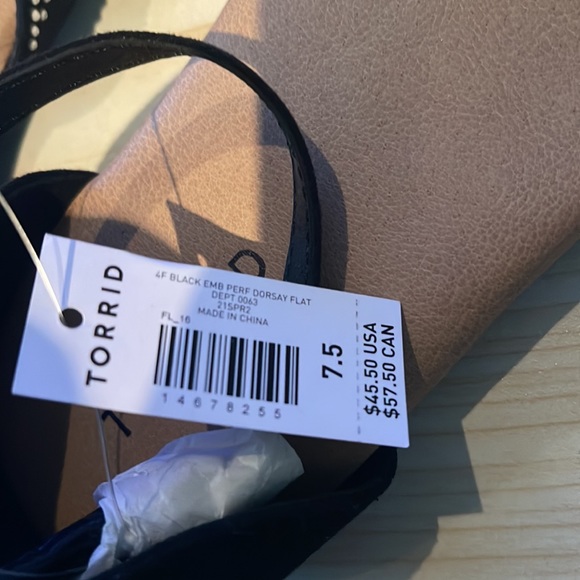 TORRID
4F BLACK EMB PERF DORSAY FLAT
DEPT 0063
21SPR2
MADE IN CHINA
FL_16
14678255
7.5
$45.50 USA
$57.50 CAN